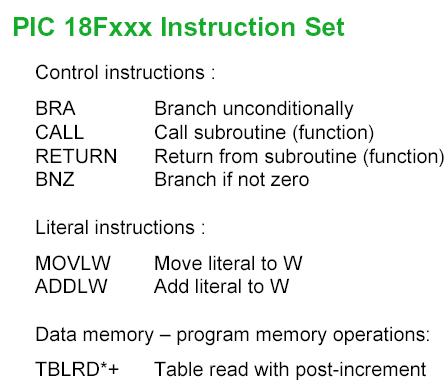 PIC 18Fxxx Instruction Set
Control instructions :
BRA Branch unconditionally
CALL Call subroutine (function)
RETURN Return from subroutine (function)
BNZ Branch if not zero
Literal instructions :
MOVLW Move literal to W
ADDLW Add literal to W
Data memory – program memory operations:
TBLRD*+ Table read with post-increment